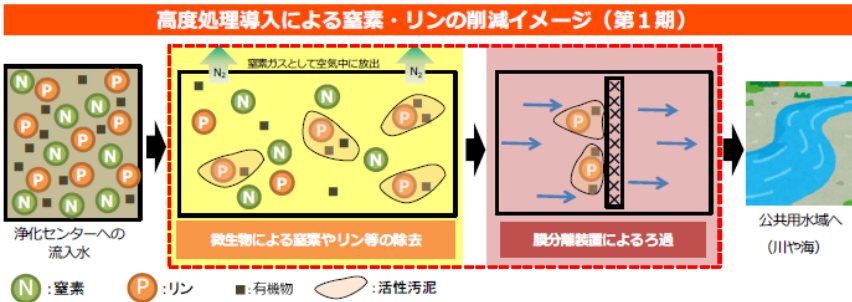 高度処理導入による窒素・リンの削減イメージ（第１期）
窒素ガスとして空気中に放出
N₂
N₂
N
P
P
N
N
P
P
P
N
P
N
P
N
P
N
P
N
P
N
P
P
P
N
N
P
N
P
P
P
P
浄化センターへの
流入水
微生物による窒素やリン等の除去
膜分離装置によるろ過
公共用水域へ
（川や海）
N：窒素
P：リン
：有機物
：活性汚泥